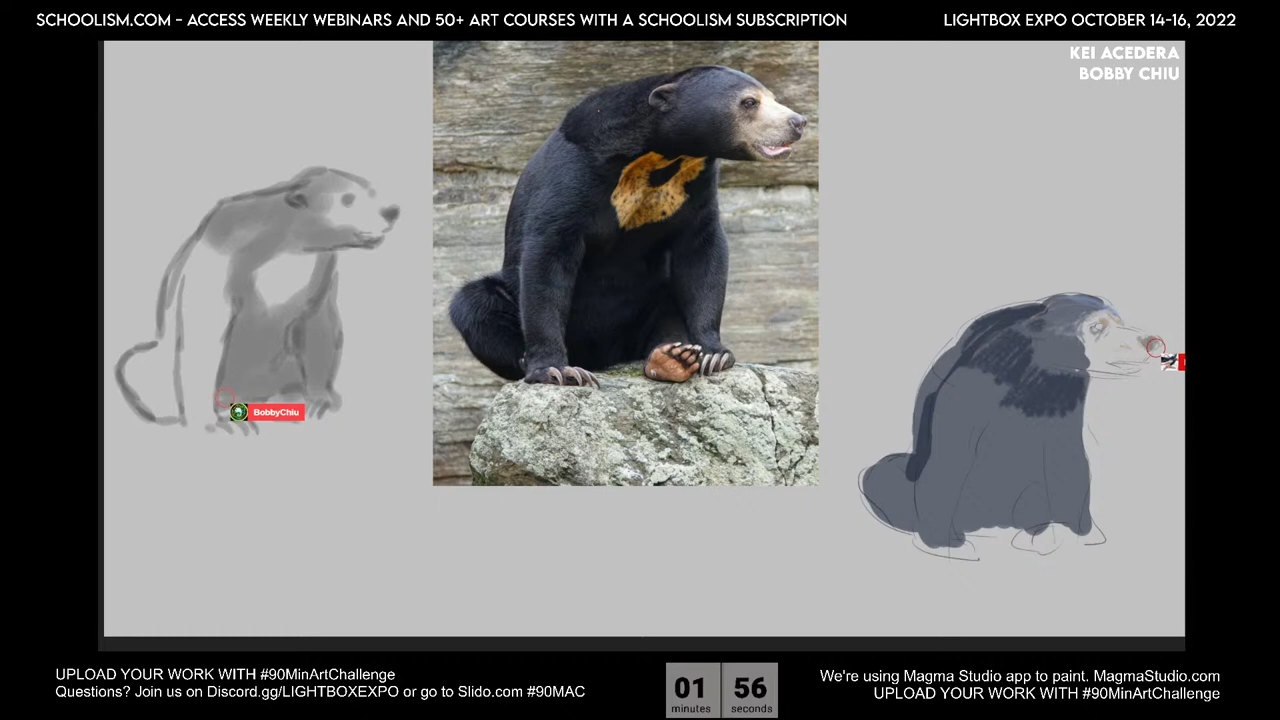 SCHOOLISM.COM - ACCESS WEEKLY WEBINARS AND 50+ ART COURSES WITH A SCHOOLISM SUBSCRIPTION
LIGHTBOX EXPO OCTOBER 14-16, 2022
KEI ACEDERA
BOBBY CHIU
BobbyChiu
UPLOAD YOUR WORK WITH #90MinArtChallenge
Questions? Join us on Discord.gg/LIGHTBOXEXPO or go to Slido.com #90MAC
01 56
minutes seconds
We're using Magma Studio app to paint. MagmaStudio.com
UPLOAD YOUR WORK WITH #90MinArtChallenge